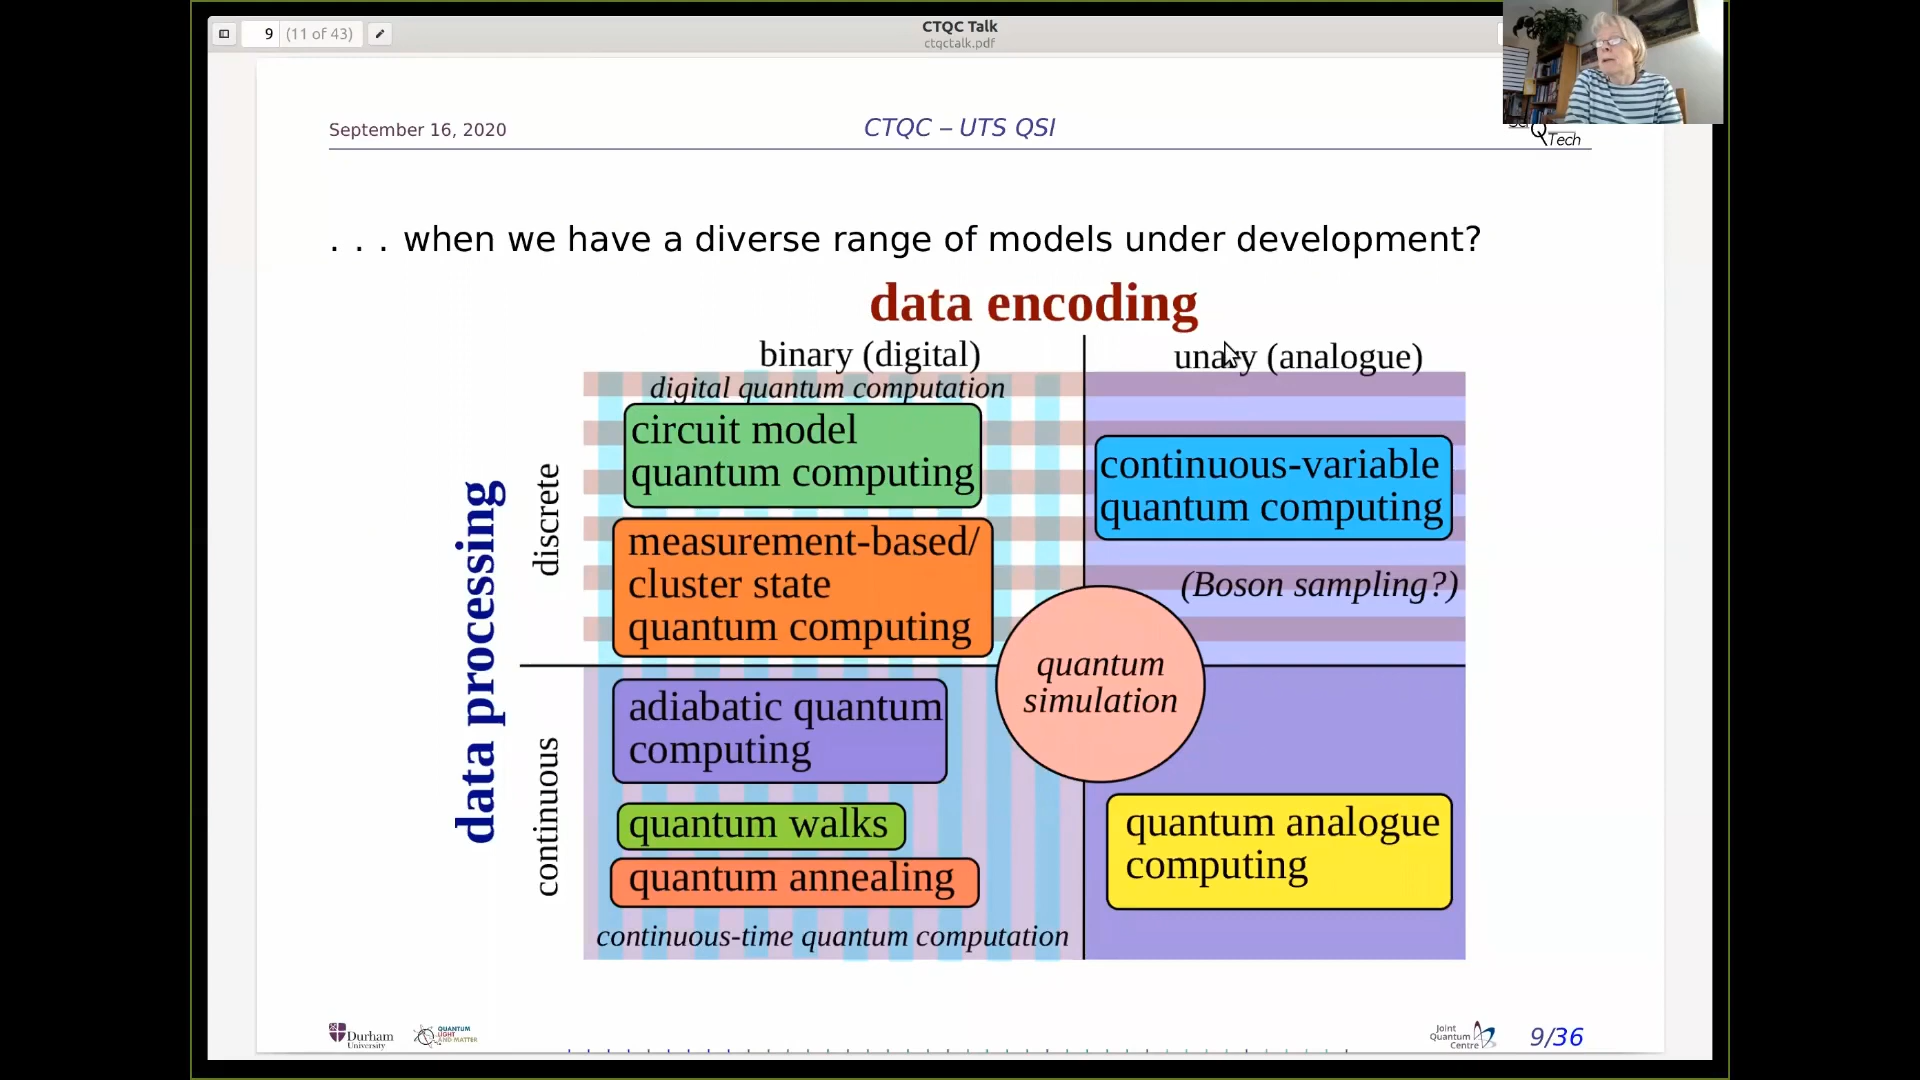 9 (11 of 43)
CTQC Talk
ctqctalk.pdf
September 16, 2020
CTQC – UTS QSI
Q
Tech
. . . when we have a diverse range of models under development?
data encoding
binary (digital)
unary (analogue)
digital quantum computation
data processing
discrete
circuit model
quantum computing
continuous-variable
quantum computing
measurement-based/
cluster state
quantum computing
(Boson sampling?)
quantum
simulation
continuous
adiabatic quantum
computing
quantum walks
quantum annealing
quantum analogue
computing
continuous-time quantum computation
Durham
University
QUANTUM
LIGHT
AND MATTER
Joint
Quantum
Centre
9/36